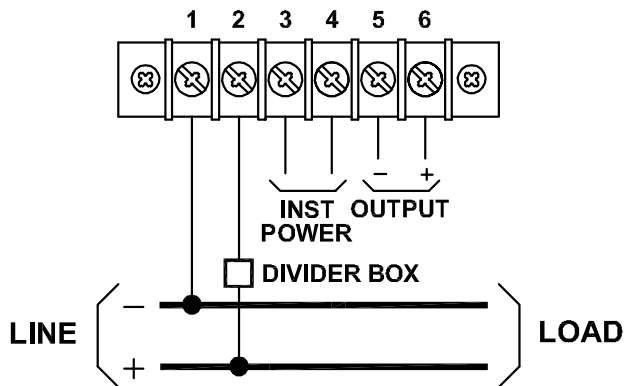 1 2 3 4 5 6
− +
INST OUTPUT
POWER
DIVIDER BOX
−
LINE LOAD
+